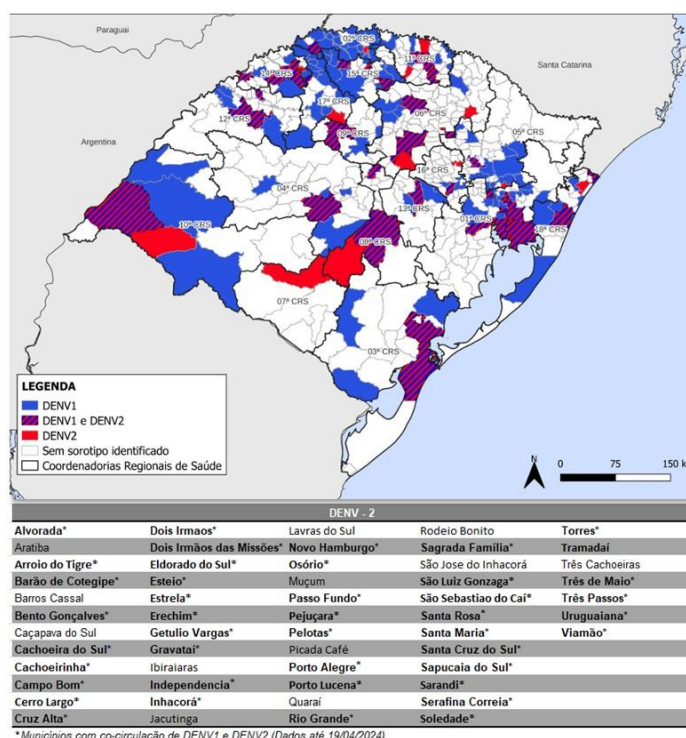 Paraguai
Santa Catarina
Argentina
02ª CRS
11ª CRS
15ª CRS
14ª CRS
17ª CRS
12ª CRS
06ª CRS
09ª CRS
05ª CRS
16ª CRS
04ª CRS
13ª CRS
01ª CRS
18ª CRS
10ª CRS
08ª CRS
07ª CRS
03ª CRS
LEGENDA
DENV1
DENV1 e DENV2
DENV2
Sem sorotipo identificado
Coordenadorias Regionais de Saúde
N
0 75 150 k
DENV - 2
Alvorada* Dois Irmaos* Lavras do Sul Rodeio Bonito Torres*
Aratiba Dois Irmãos das Missões* Novo Hamburgo* Sagrada Família* Tramadaí
Arroio do Tigre* Eldorado do Sul* Osório* São Jose do Inhacorá Três Cachoeiras
Barão de Cotegipe* Esteio* Muçum São Luiz Gonzaga* Três de Maio*
Barros Cassal Estrela* Passo Fundo* São Sebastiao do Caí* Três Passos*
Bento Gonçalves* Erechim* Pejuçara* Santa Rosa* Uruguaiana*
Caçapava do Sul Getulio Vargas* Pelotas* Santa Maria* Viamão*
Cachoeira do Sul* Gravataí* Picada Café Santa Cruz do Sul*
Cachoeirinha* Ibiraiaras Porto Alegre* Sapucaia do Sul*
Campo Bom* Independencia* Porto Lucena* Sarandi*
Cerro Largo* Inhacorá* Quaraí Serafina Correia*
Cruz Alta* Jacutinga Rio Grande* Soledade*
*Municípios com co-circulação de DENV1 e DENV2 (Dados até 19/04/2024)